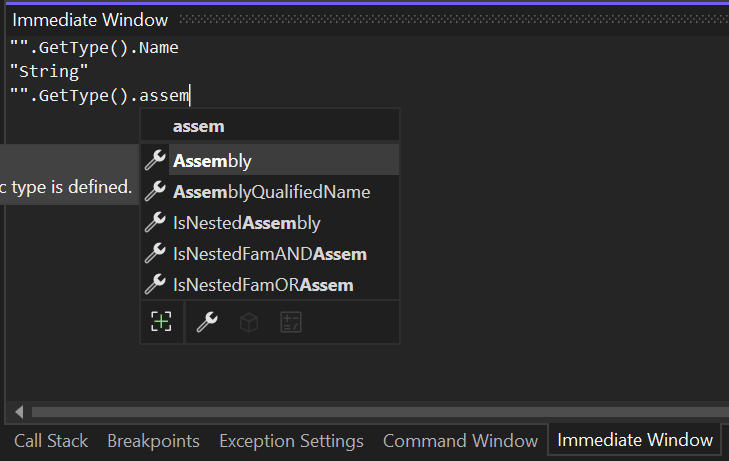 Immediate Window
"".GetType().Name
"String"
"".GetType().assem
assem
Assembly
c type is defined.
AssemblyQualifiedName
IsNestedAssembly
IsNestedFamANDAssem
IsNestedFamORAssem
Call Stack Breakpoints Exception Settings Command Window Immediate Window